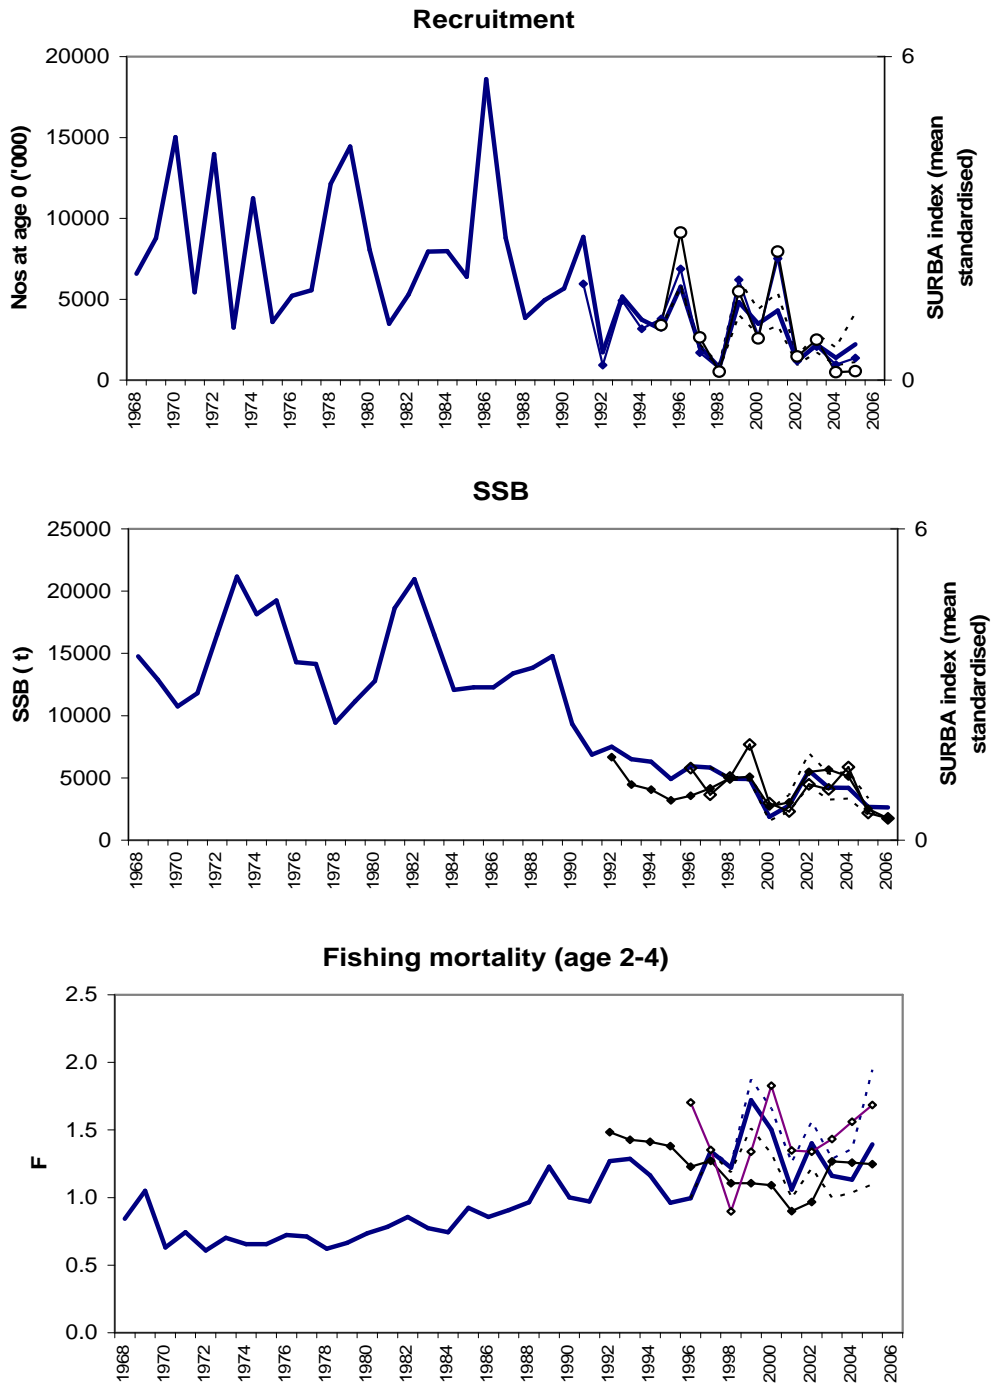 Recruitment
20000
15000
10000
5000
0
Nos at age 0 ('000)
6
0
SURBA index (mean
standardised)
1968 1970 1972 1974 1976 1978 1980 1982 1984 1986 1988 1990 1992 1994 1996 1998 2000 2002 2004 2006
SSB
25000
20000
15000
10000
5000
0
SSB ( t)
6
0
SURBA index (mean
standardised)
1968 1970 1972 1974 1976 1978 1980 1982 1984 1986 1988 1990 1992 1994 1996 1998 2000 2002 2004 2006
Fishing mortality (age 2-4)
2.5
2.0
1.5
1.0
0.5
0.0
F
1968 1970 1972 1974 1976 1978 1980 1982 1984 1986 1988 1990 1992 1994 1996 1998 2000 2002 2004 2006